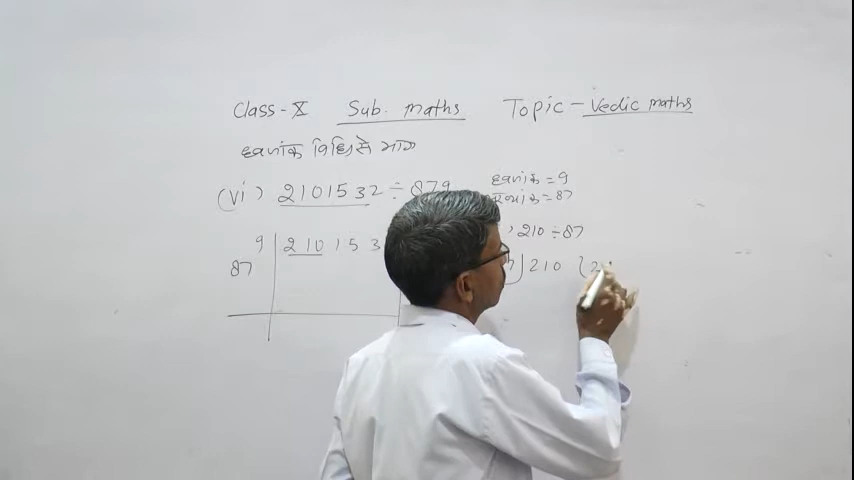 Class-X Sub. maths Topic - Vedic maths
ध्वजांक विधि से भाग
(vi) 2101532 ÷ 879
ध्वजांक = 9
= 87
9 2 1 0 1 5 3
87
210 ÷ 87
210 (2